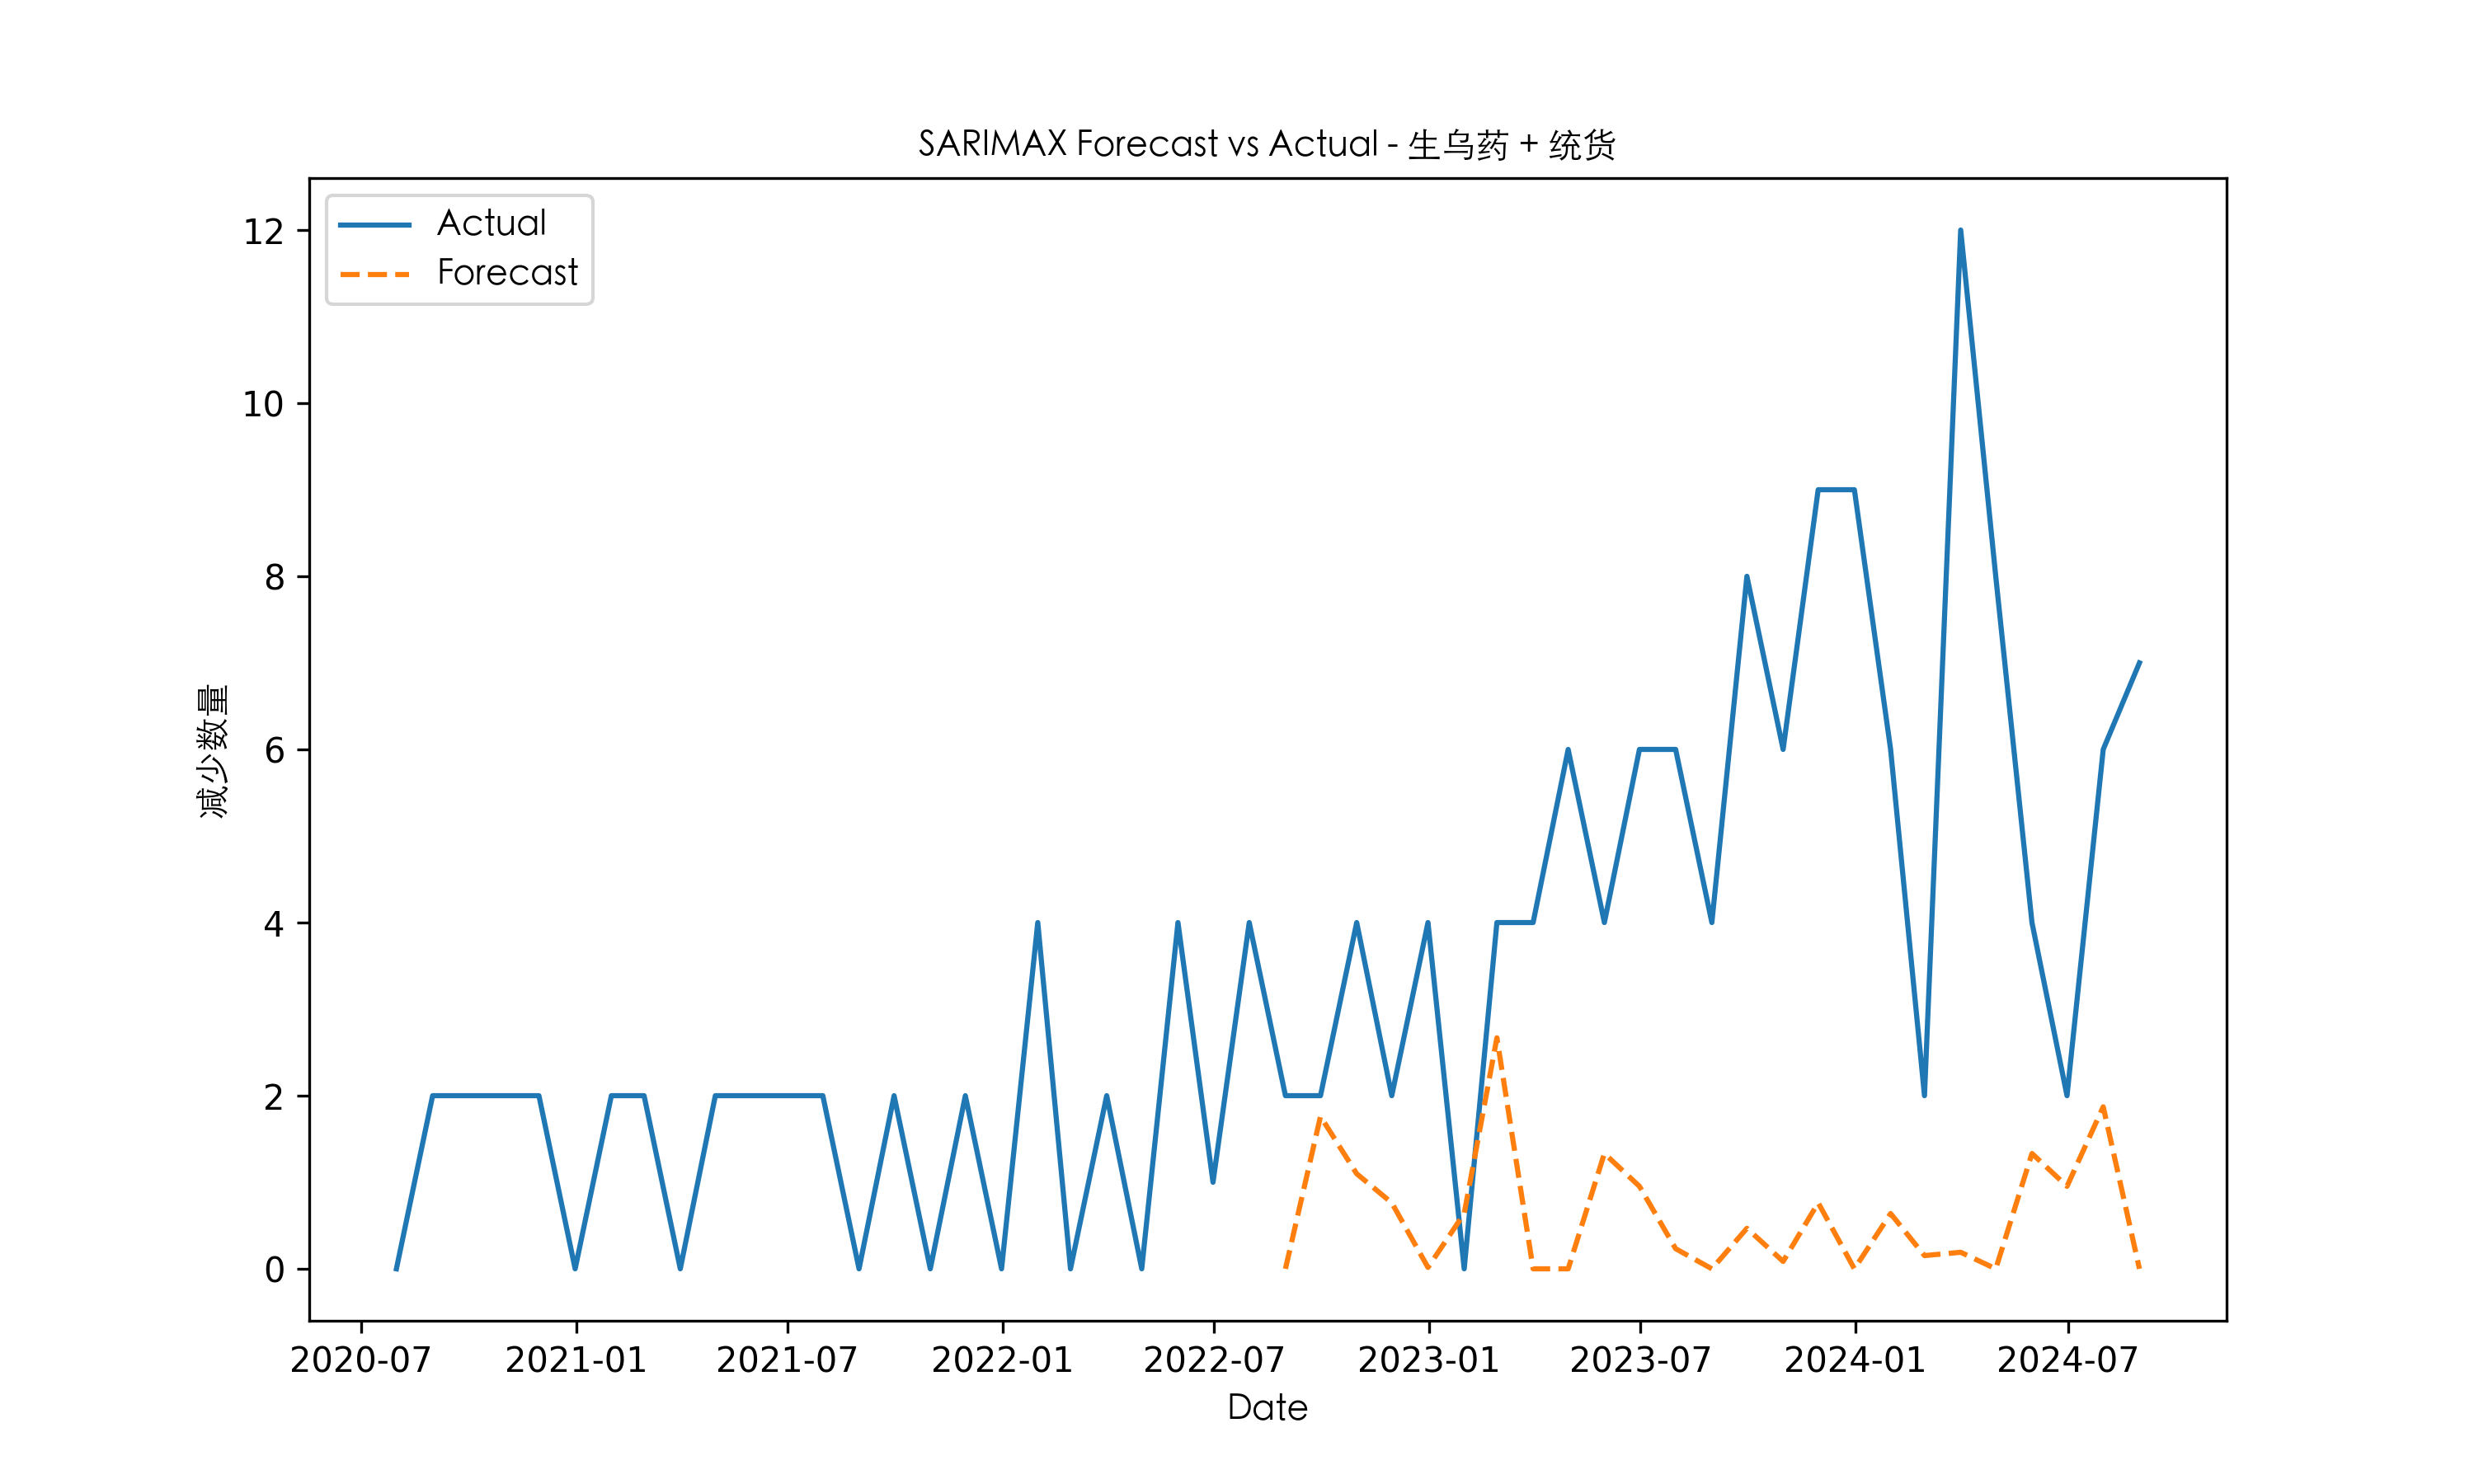 SARIMAX Forecast vs Actual - 生乌药 + 统货
Actual
Forecast
减少数量
12
10
8
6
4
2
0
2020-07 2021-01 2021-07 2022-01 2022-07 2023-01 2023-07 2024-01 2024-07
Date